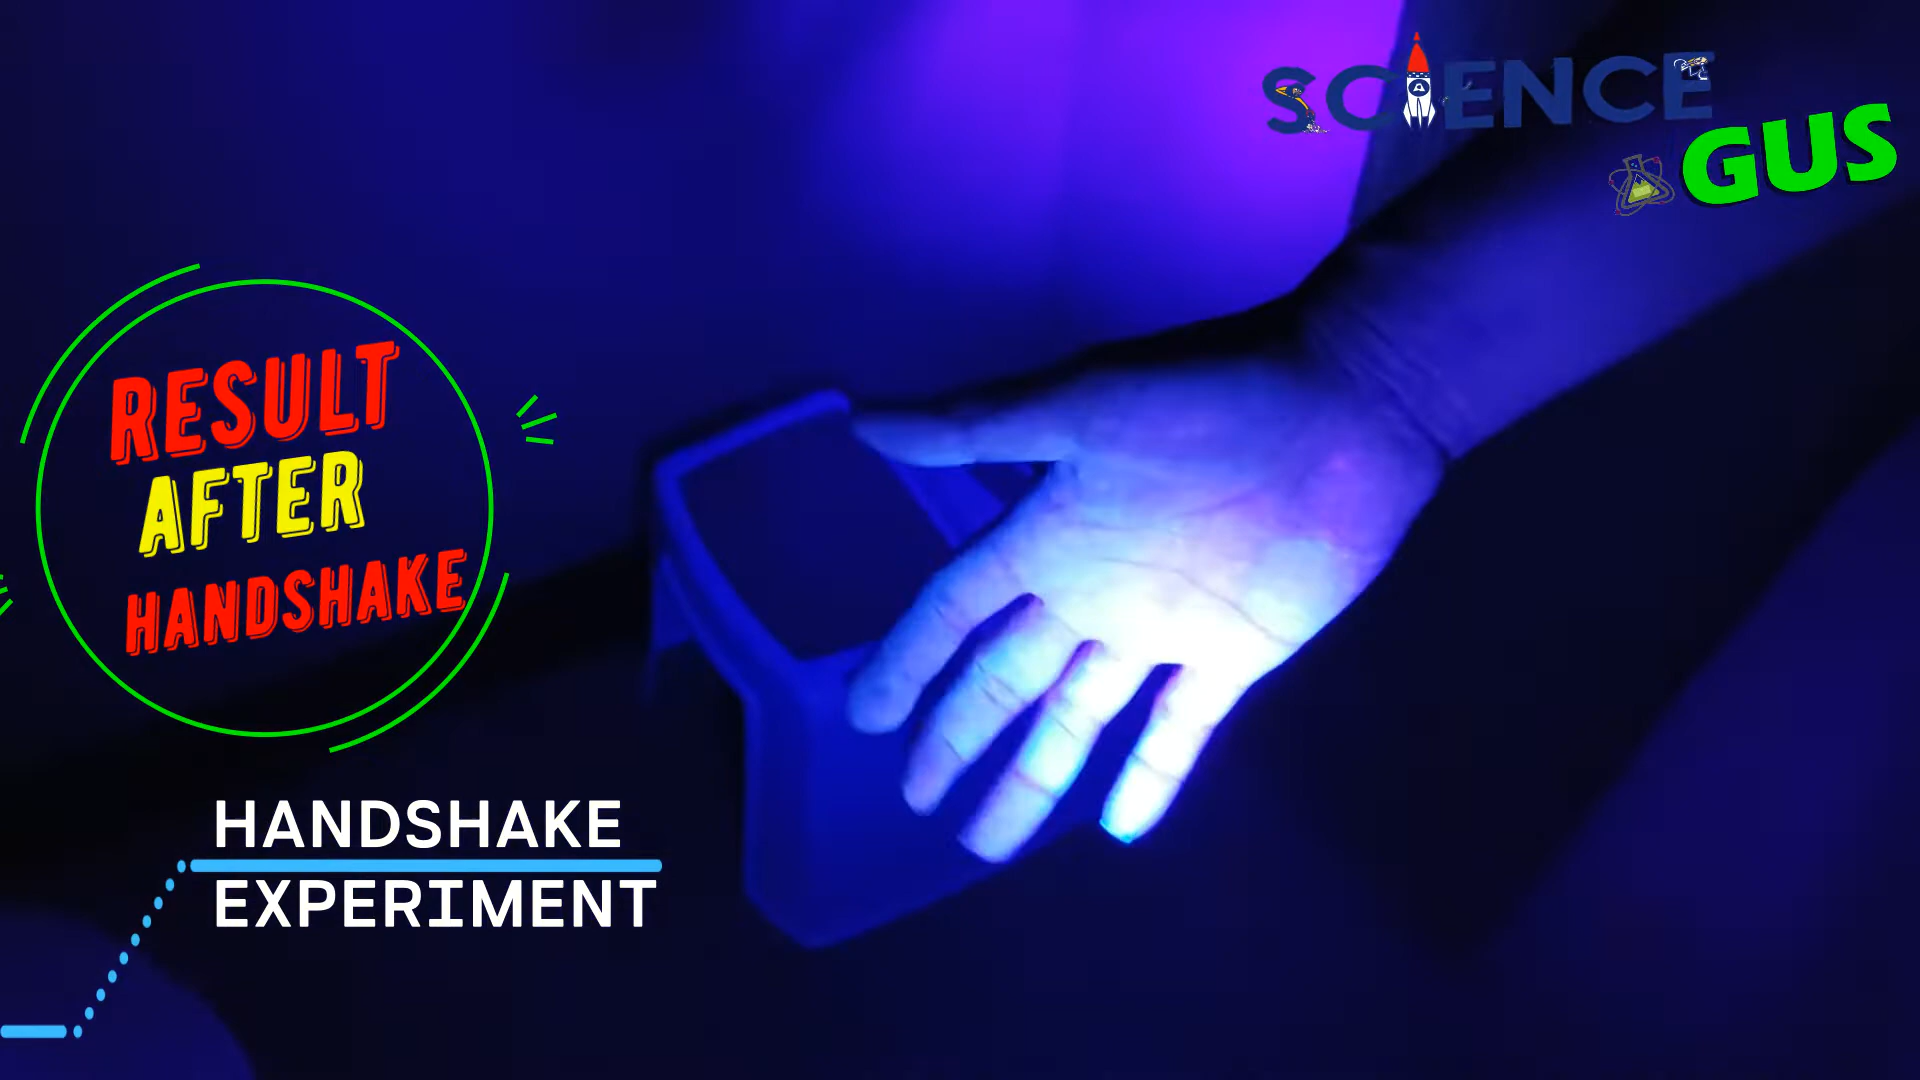 SCIENCE
GUS
RESULT
AFTER
HANDSHAKE
HANDSHAKE
EXPERIMENT